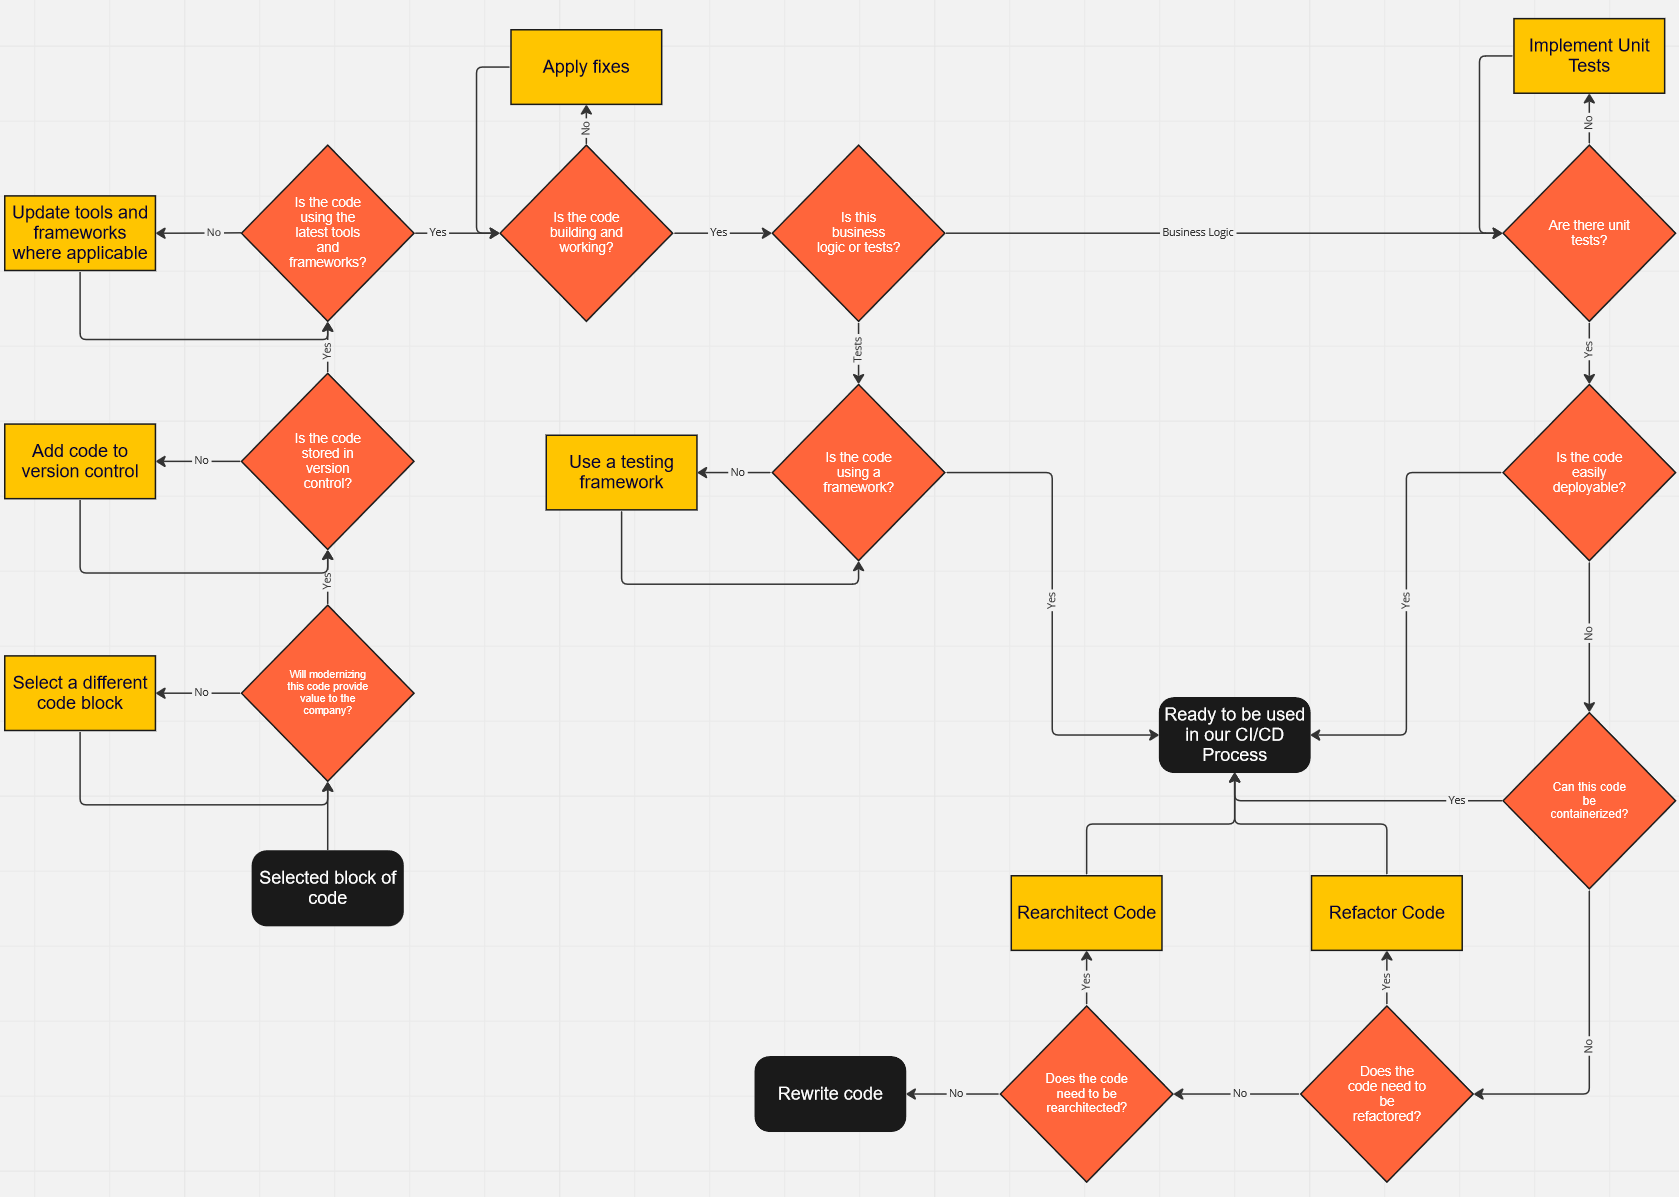 Apply fixes
Implement Unit
Tests
No
No
Update tools and
frameworks
where applicable
No
Is the code
using the
latest tools
and
frameworks?
Yes
Is the code
building and
working?
Yes
Is this
business
logic or tests?
Business Logic
Are there unit
tests?
Yes
Tests
Yes
Add code to
version control
No
Is the code
stored in
version
control?
Use a testing
framework
No
Is the code
using a
framework?
Is the code
easily
deployable?
Yes
Yes
Yes
No
Select a different
code block
No
Will modernizing
this code provide
value to the
company?
Ready to be used
in our CI/CD
Process
Yes
Can this code
be
containerized?
Selected block of
code
Rearchitect Code
Refactor Code
Yes
Yes
No
Rewrite code
No
Does the code
need to be
rearchitected?
No
Does the
code need to
be
refactored?